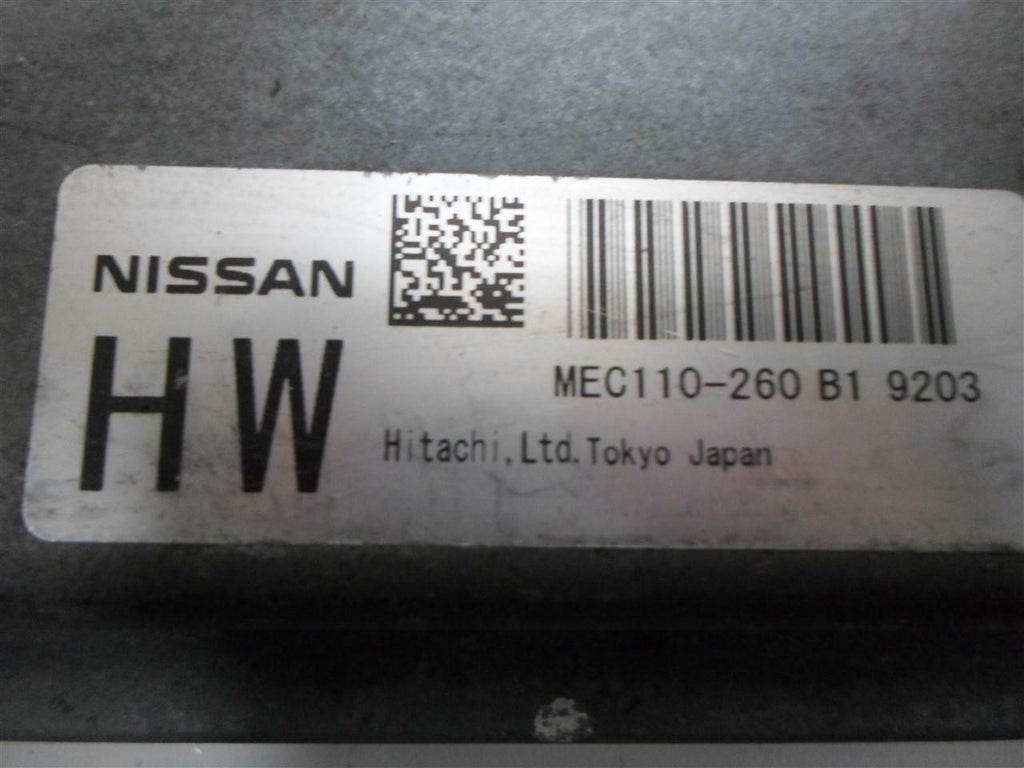 NISSAN
HW
MEC110-260 B1 9203
Hitachi,Ltd.Tokyo Japan